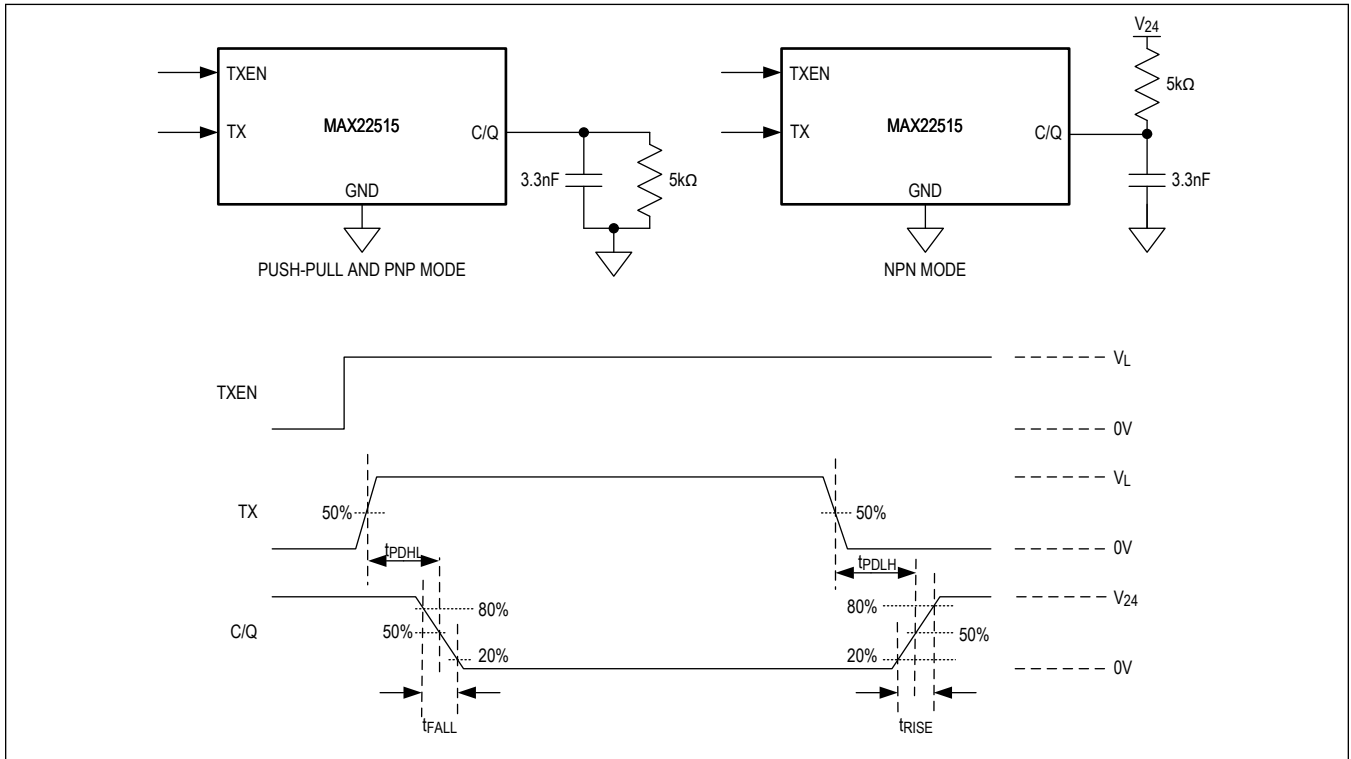 V24
TXEN
TX
MAX22515
C/Q
GND
3.3nF
5kΩ
PUSH-PULL AND PNP MODE
TXEN
TX
MAX22515
C/Q
GND
5kΩ
3.3nF
NPN MODE
TXEN
VL
0V
TX
50%
50%
VL
0V
tPDHL
tPDLH
C/Q
80%
50%
20%
80%
50%
20%
V24
0V
tFALL
tRISE